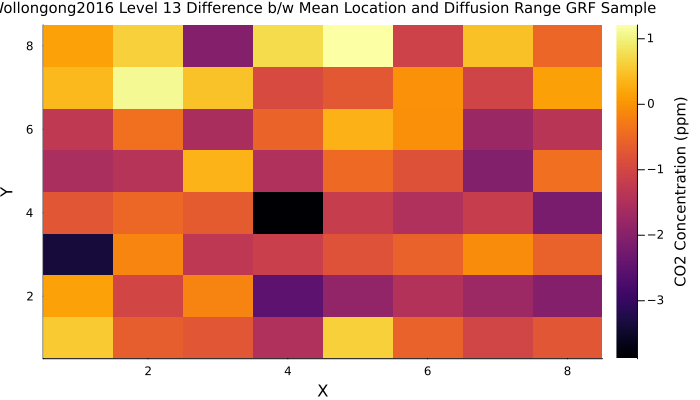 Wollongong2016 Level 13 Difference b/w Mean Location and Diffusion Range GRF Sample
8
6
4
2
Y
2 4 6 8
X
1
0
−1
−2
−3
CO2 Concentration (ppm)